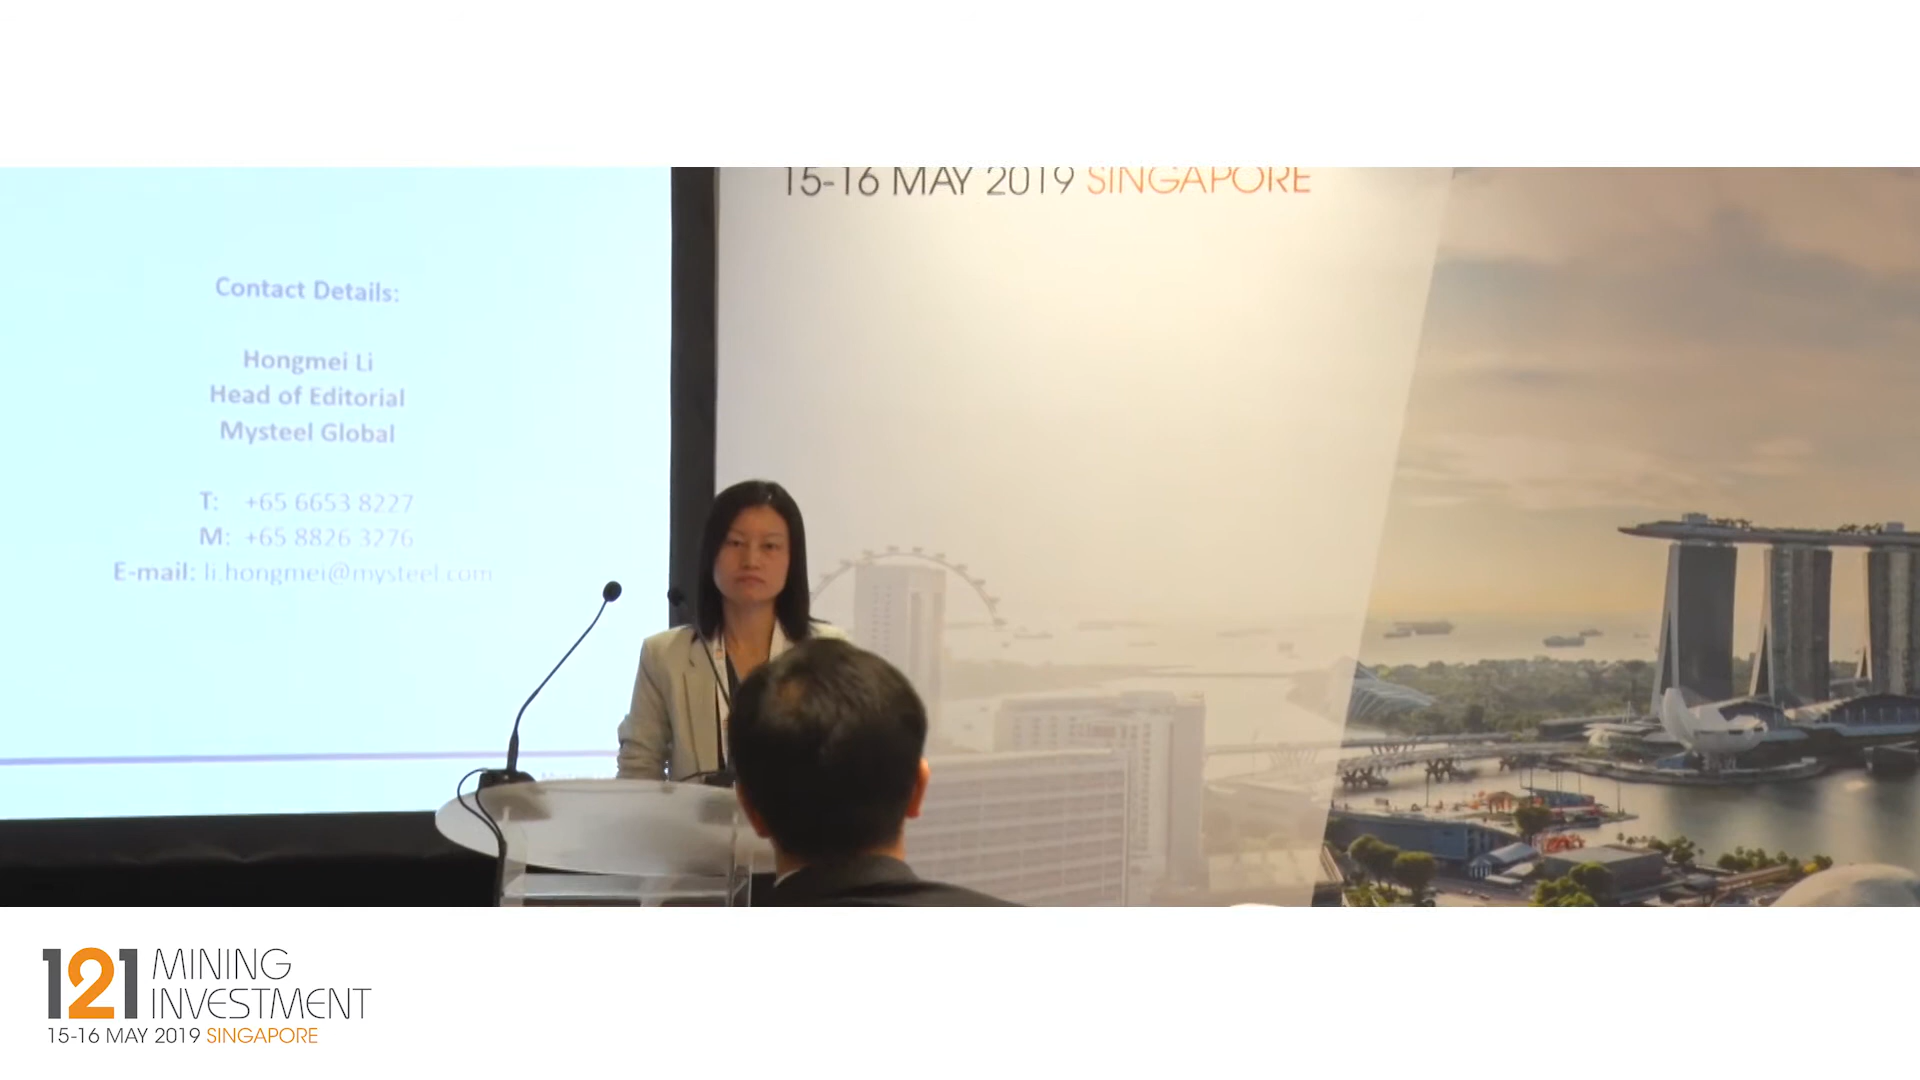 15-16 MAY 2019 SINGAPORE
Contact Details:
Hongmei Li
Head of Editorial
Mysteel Global
T: +65 6653 8227
M: +65 8826 3276
E-mail: li.hongmei@mysteel.com
121 MINING
INVESTMENT
15-16 MAY 2019 SINGAPORE